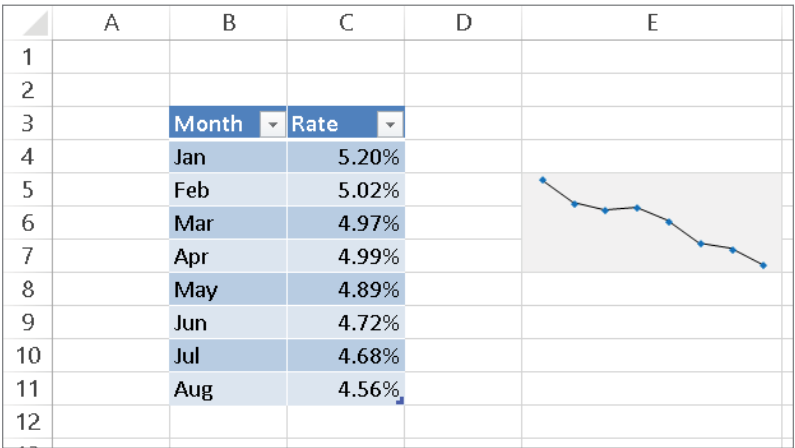 A B C D E
1
2
3 Month Rate
4 Jan 5.20%
5 Feb 5.02%
6 Mar 4.97%
7 Apr 4.99%
8 May 4.89%
9 Jun 4.72%
10 Jul 4.68%
11 Aug 4.56%
12